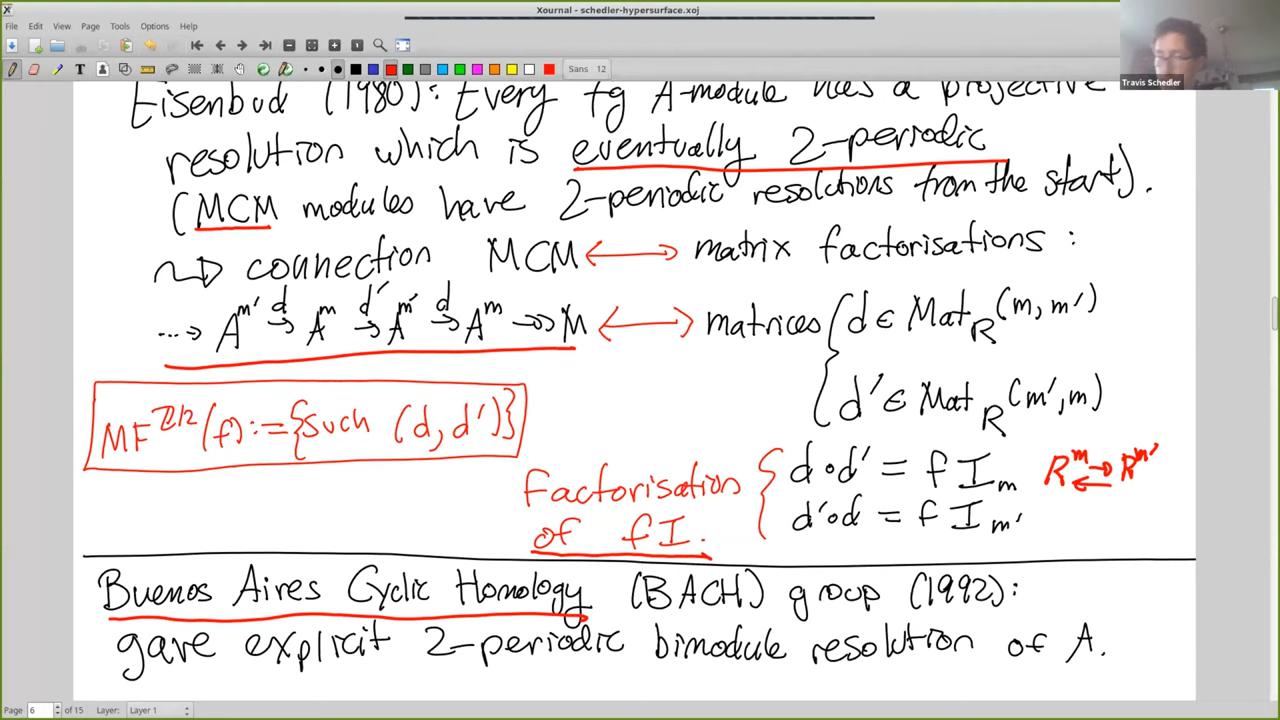 Xournal - schedler-hypersurface.xoj
File Edit View Page Tools Options Help
Sans 12
Travis Schedler
Eisenbud (1980): Every fg A-module has a projective
resolution which is eventually 2-periodic
(MCM modules have 2-periodic resolutions from the start).
⇝ connection MCM ⟷ matrix factorisations:
... → A^m' →^d A^m →^d' A^m' →^d A^m ↠ M ⟷ matrices { d ∈ Mat_R (m, m')
d' ∈ Mat_R (m', m)
MF^Z/2 (f) := {such (d, d')}
Factorisation { d∘d' = f I_m R^m ⇄ R^m'
of f I. d'∘d = f I_m'
Buenos Aires Cyclic Homology (BACH) group (1992):
gave explicit 2-periodic bimodule resolution of A.
Page 6 of 15 Layer: Layer 1